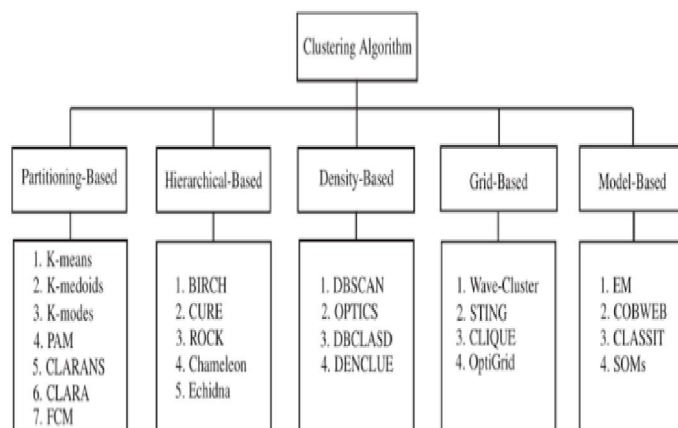 Clustering Algorithm
Partitioning-Based
Hierarchical-Based
Density-Based
Grid-Based
Model-Based
1. K-means
2. K-medoids
3. K-modes
4. PAM
5. CLARANS
6. CLARA
7. FCM
1. BIRCH
2. CURE
3. ROCK
4. Chameleon
5. Echidna
1. DBSCAN
2. OPTICS
3. DBCLASD
4. DENCLUE
1. Wave-Cluster
2. STING
3. CLIQUE
4. OptiGrid
1. EM
2. COBWEB
3. CLASSIT
4. SOMs